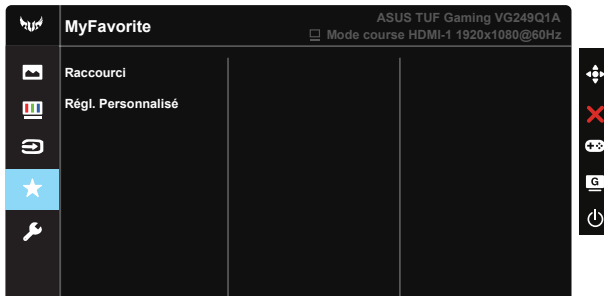 MyFavorite
ASUS TUF Gaming VG249Q1A
Mode course HDMI-1 1920x1080@60Hz
Raccourci
Régl. Personnalisé
G